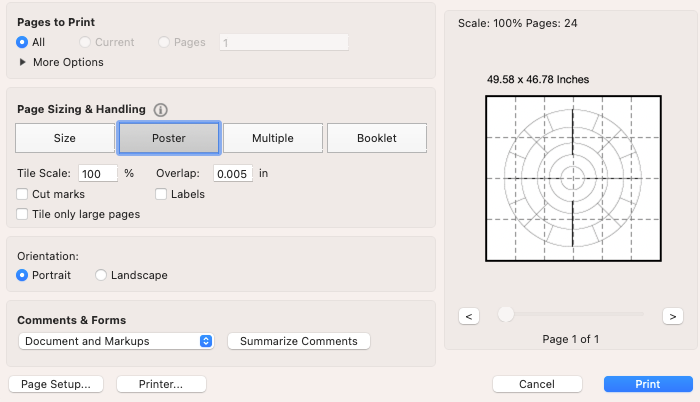 Pages to Print
All
Current
Pages
1
More Options
Page Sizing & Handling
Size
Poster
Multiple
Booklet
Tile Scale: 100 %
Overlap: 0.005 in
Cut marks
Labels
Tile only large pages
Orientation:
Portrait
Landscape
Comments & Forms
Document and Markups
Summarize Comments
Page Setup...
Printer...
Scale: 100% Pages: 24
49.58 x 46.78 Inches
<
>
Page 1 of 1
Cancel
Print